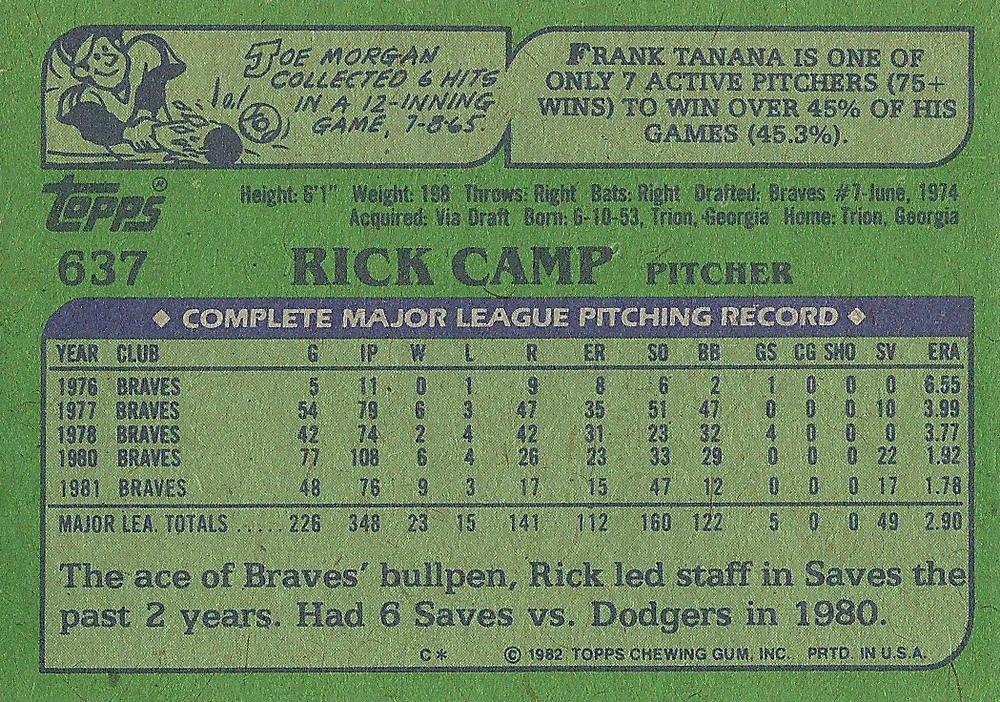 JOE MORGAN
COLLECTED 6 HITS
IN A 12-INNING
GAME, 7-8-65.
FRANK TANANA IS ONE OF
ONLY 7 ACTIVE PITCHERS (75+
WINS) TO WIN OVER 45% OF HIS
GAMES (45.3%).
TOPPS®
Height: 6'1" Weight: 198 Throws: Right Bats: Right Drafted: Braves #7-June, 1974
Acquired: Via Draft Born: 6-10-53, Trion, Georgia Home: Trion, Georgia
637 RICK CAMP PITCHER
◆ COMPLETE MAJOR LEAGUE PITCHING RECORD ◆
YEAR CLUB G IP W L R ER SO BB GS CG SHO SV ERA
1976 BRAVES 5 11 0 1 9 8 6 2 1 0 0 0 6.55
1977 BRAVES 54 79 6 3 47 35 51 47 0 0 0 10 3.99
1978 BRAVES 42 74 2 4 42 31 23 32 4 0 0 0 3.77
1980 BRAVES 77 108 6 4 26 23 33 29 0 0 0 22 1.92
1981 BRAVES 48 76 9 3 17 15 47 12 0 0 0 17 1.78
MAJOR LEA. TOTALS ..... 226 348 23 15 141 112 160 122 5 0 0 49 2.90
The ace of Braves' bullpen, Rick led staff in Saves the
past 2 years. Had 6 Saves vs. Dodgers in 1980.
C* © 1982 TOPPS CHEWING GUM, INC. PRTD. IN U.S.A.